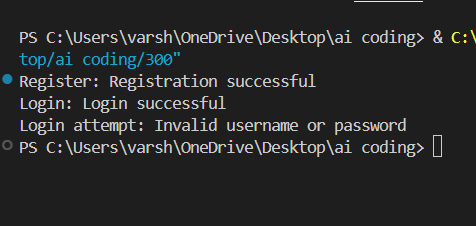 PS C:\Users\varsh\OneDrive\Desktop\ai coding> & C:\
top/ai coding/300"
Register: Registration successful
Login: Login successful
Login attempt: Invalid username or password
PS C:\Users\varsh\OneDrive\Desktop\ai coding>